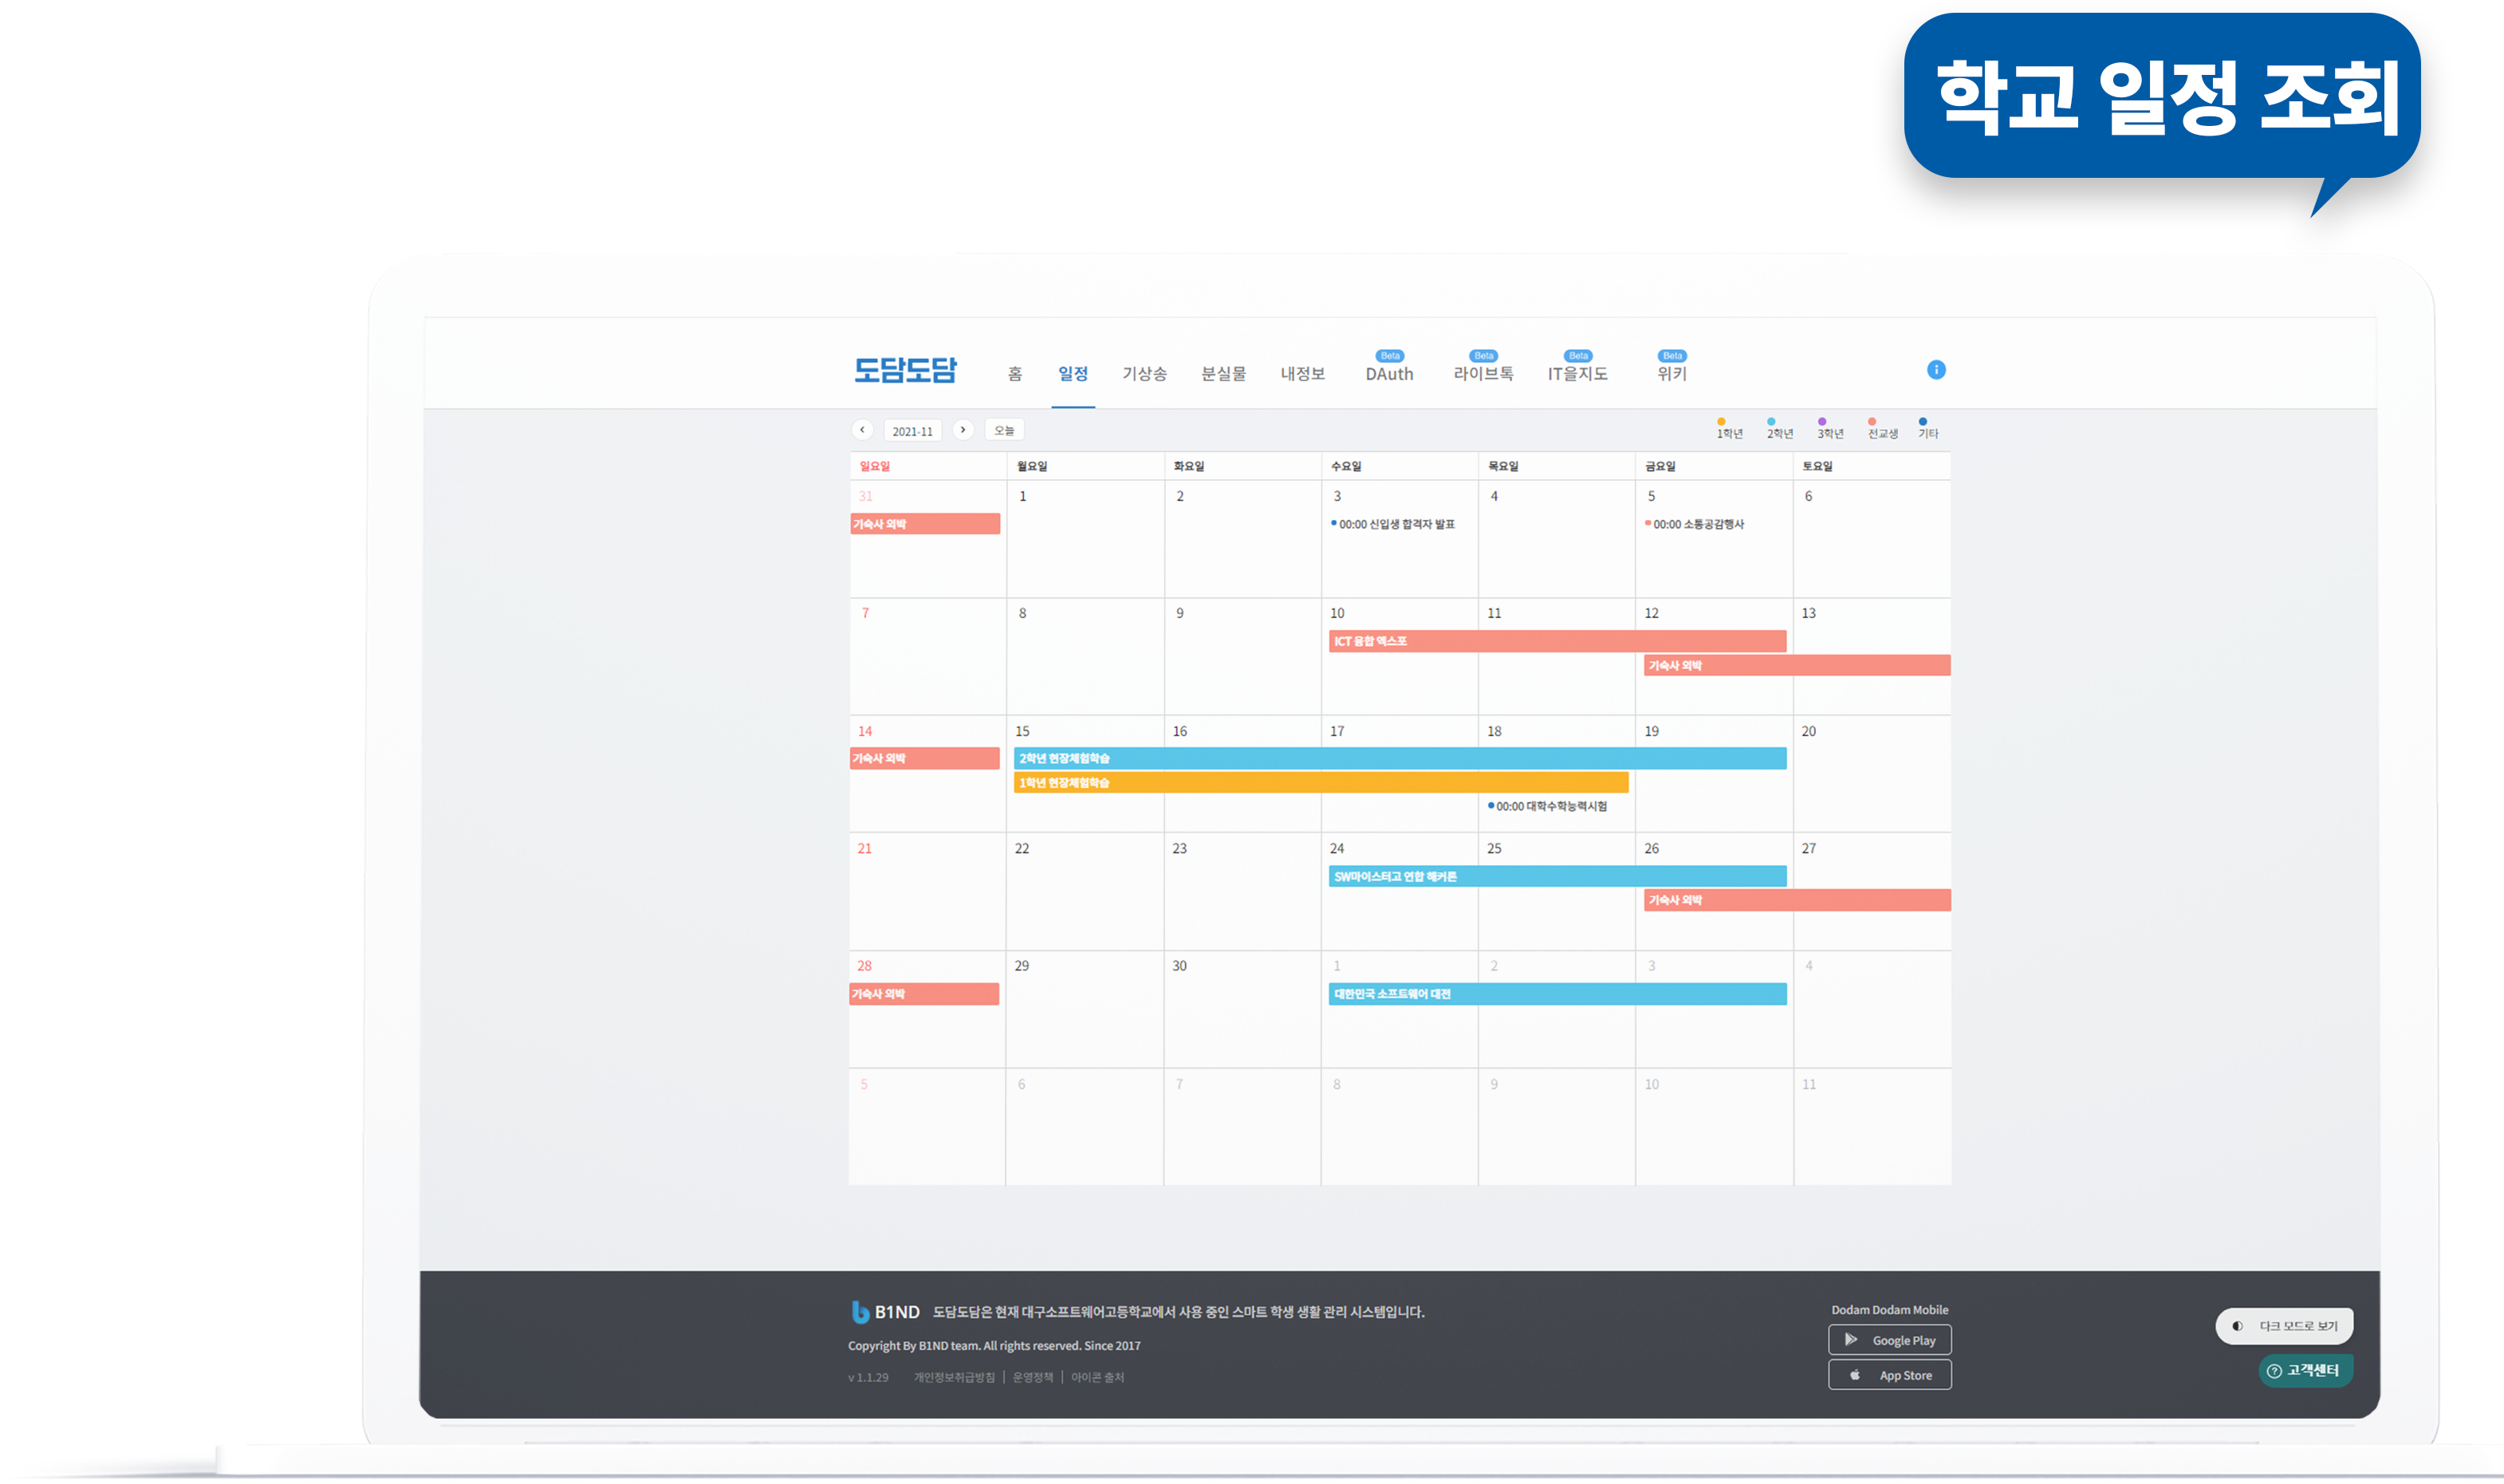 학교 일정 조회
도담도담 홈 일정 기상송 분실물 내정보 Beta DAuth Beta 라이브톡 Beta IT을지도 Beta 위키
2021-11 오늘 1학년 2학년 3학년 전교생 기타
일요일 월요일 화요일 수요일 목요일 금요일 토요일
31 1 2 3 4 5 6
기숙사 외박 00:00 신입생 합격자 발표 00:00 소통공감행사
7 8 9 10 11 12 13
ICT 융합 엑스포
기숙사 외박
14 15 16 17 18 19 20
기숙사 외박 2학년 현장체험학습
1학년 현장체험학습
00:00 대학수학능력시험
21 22 23 24 25 26 27
SW마이스터고 연합 해커톤
기숙사 외박
28 29 30 1 2 3 4
기숙사 외박 대한민국 소프트웨어 대전
5 6 7 8 9 10 11
B1ND 도담도담은 현재 대구소프트웨어고등학교에서 사용 중인 스마트 학생 생활 관리 시스템입니다.
Copyright By B1ND team. All rights reserved. Since 2017
v 1.1.29 개인정보취급방침 | 운영정책 | 아이콘 출처
Dodam Dodam Mobile
Google Play
App Store
다크 모드로 보기
고객센터